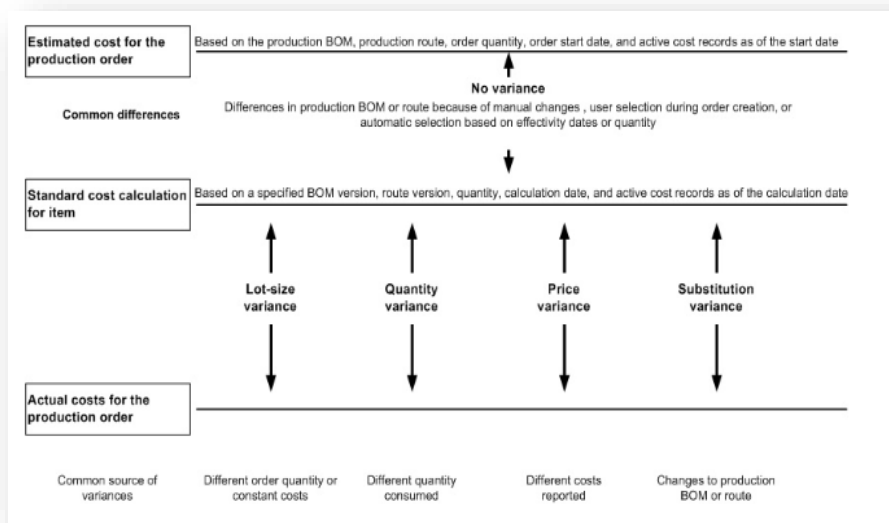 Estimated cost for the
production order
Based on the production BOM, production route, order quantity, order start date, and active cost records as of the start date
No variance
Common differences
Differences in production BOM or route because of manual changes , user selection during order creation, or
automatic selection based on effectivity dates or quantity
Standard cost calculation
for item
Based on a specified BOM version, route version, quantity, calculation date, and active cost records as of the calculation date
Lot-size
variance
Quantity
variance
Price
variance
Substitution
variance
Actual costs for the
production order
Common source of
variances
Different order quantity or
constant costs
Different quantity
consumed
Different costs
reported
Changes to production
BOM or route